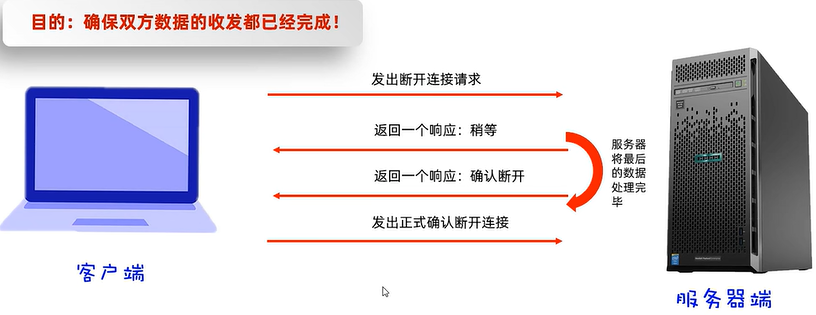 目的：确保双方数据的收发都已经完成！
发出断开连接请求
返回一个响应：稍等
返回一个响应：确认断开
发出正式确认断开连接
服务器
将最后
的数据
处理完
毕
客户端
服务器端